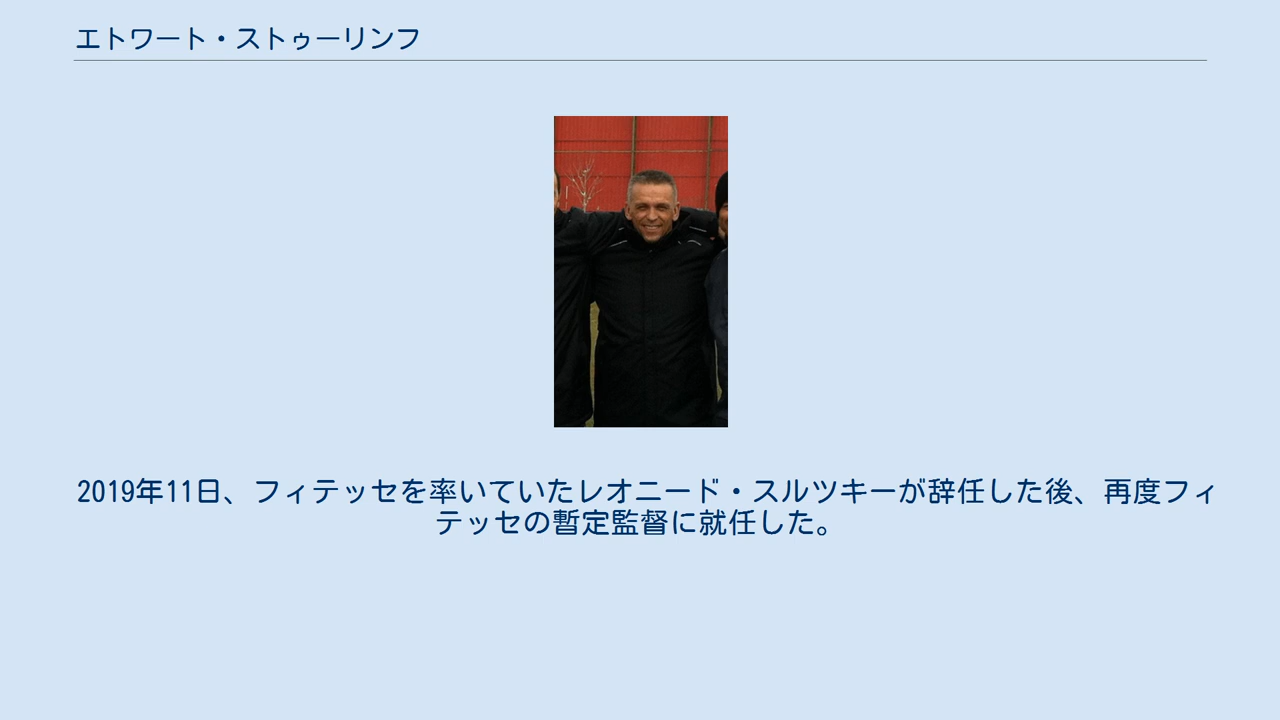 エトワート・ストゥーリンフ
2019年11日、フィテッセを率いていたレオニード・スルツキーが辞任した後、再度フィ
テッセの暫定監督に就任した。